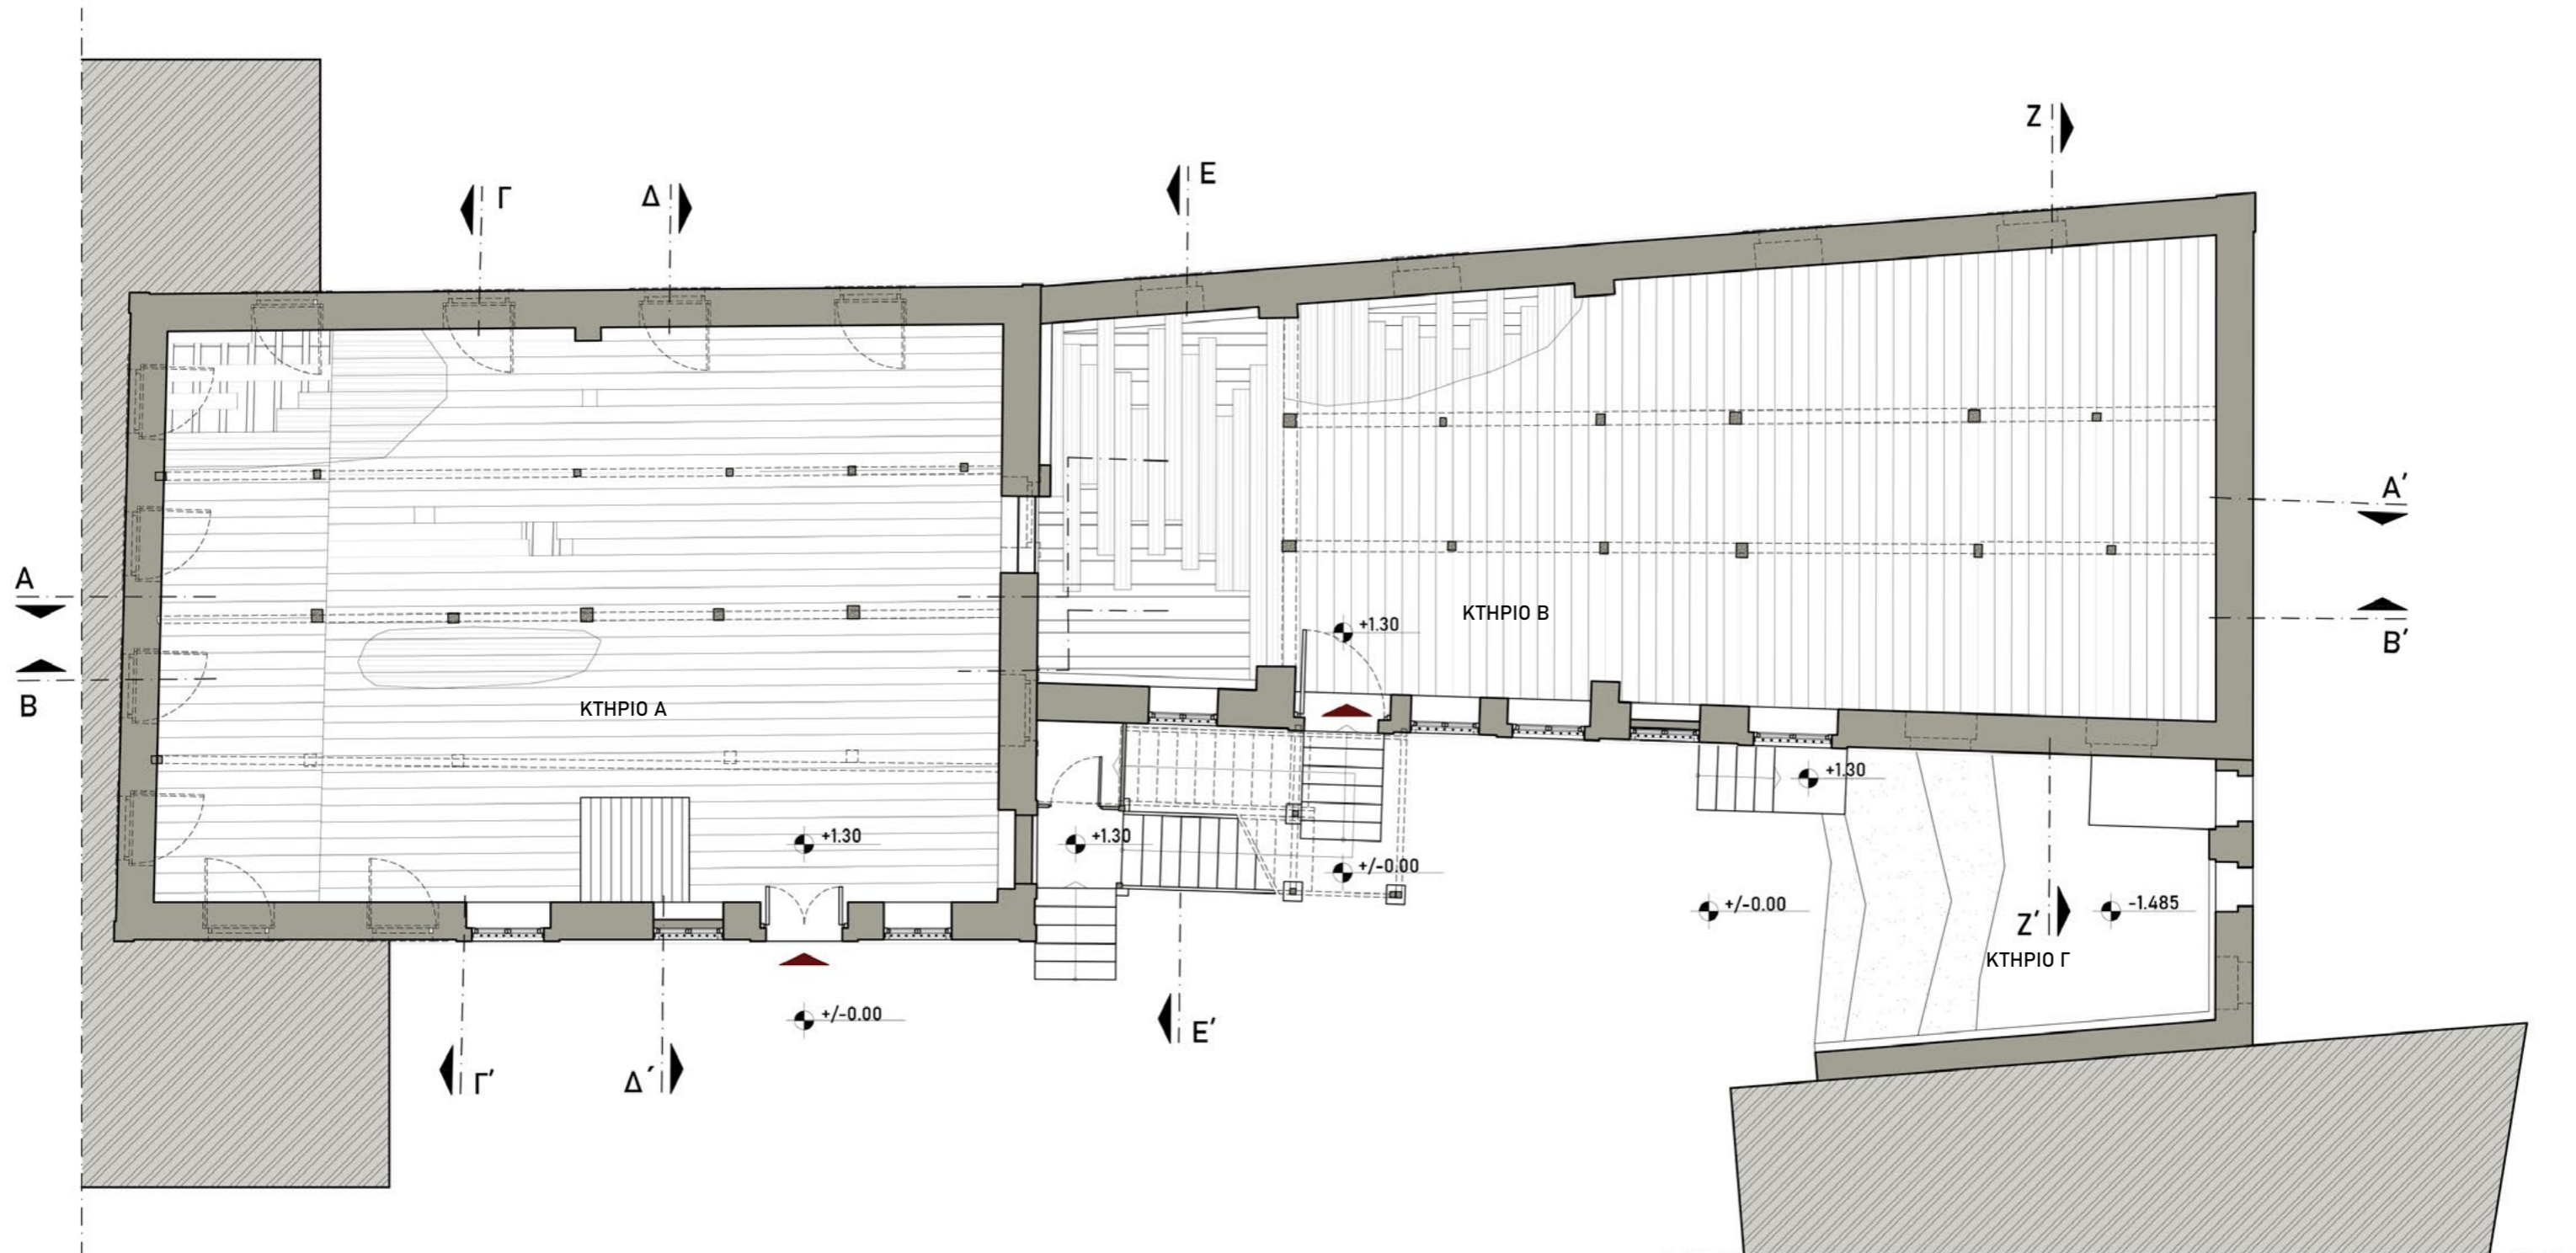 Z
E
Γ
Δ
A′
A
+1.30
ΚΤΗΡΙΟ Β
B′
B
ΚΤΗΡΙΟ Α
+1.30
+1.30
+1.30
+/-0.00
+/-0.00
-1.485
Z′
ΚΤΗΡΙΟ Γ
+/-0.00
E′
Γ′
Δ΄